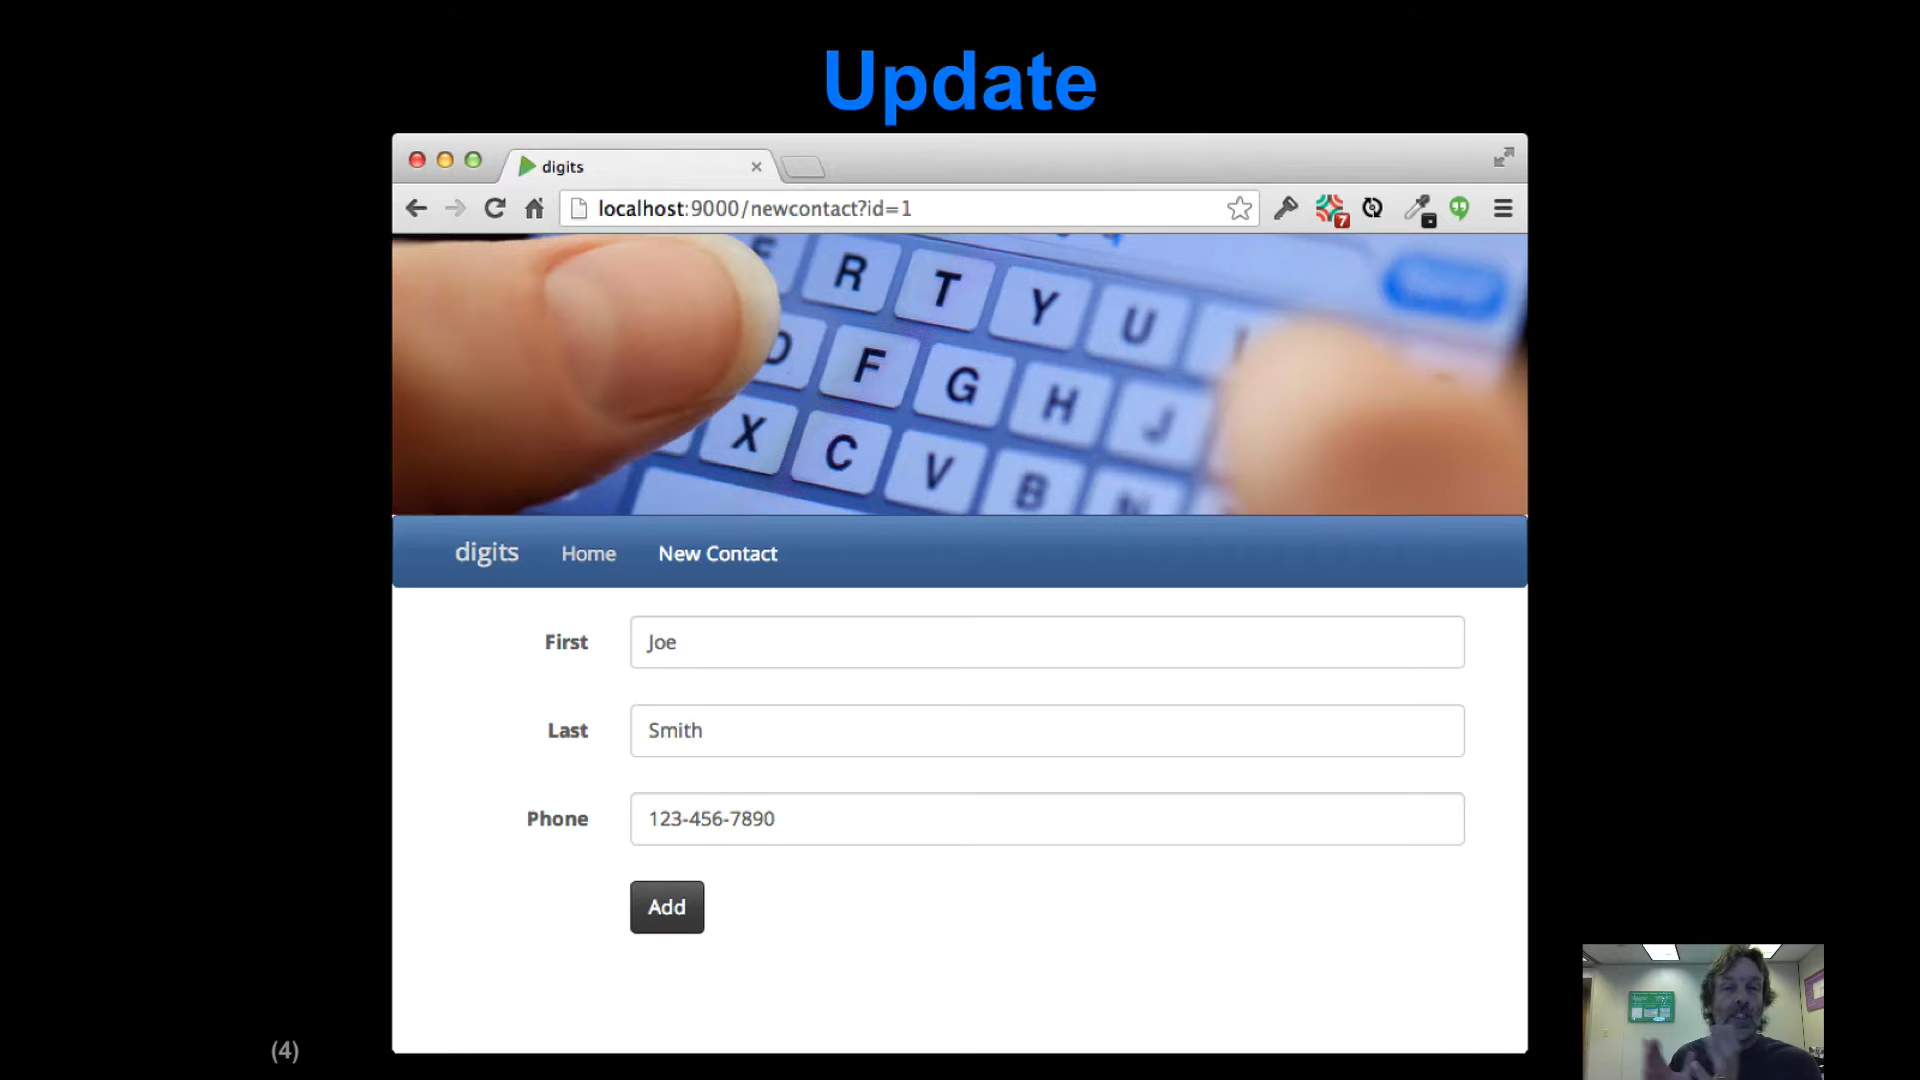 Update
digits
localhost:9000/newcontact?id=1
7
E R T Y U
D F G H J
X C V B N
digits Home New Contact
First Joe
Last Smith
Phone 123-456-7890
Add
(4)